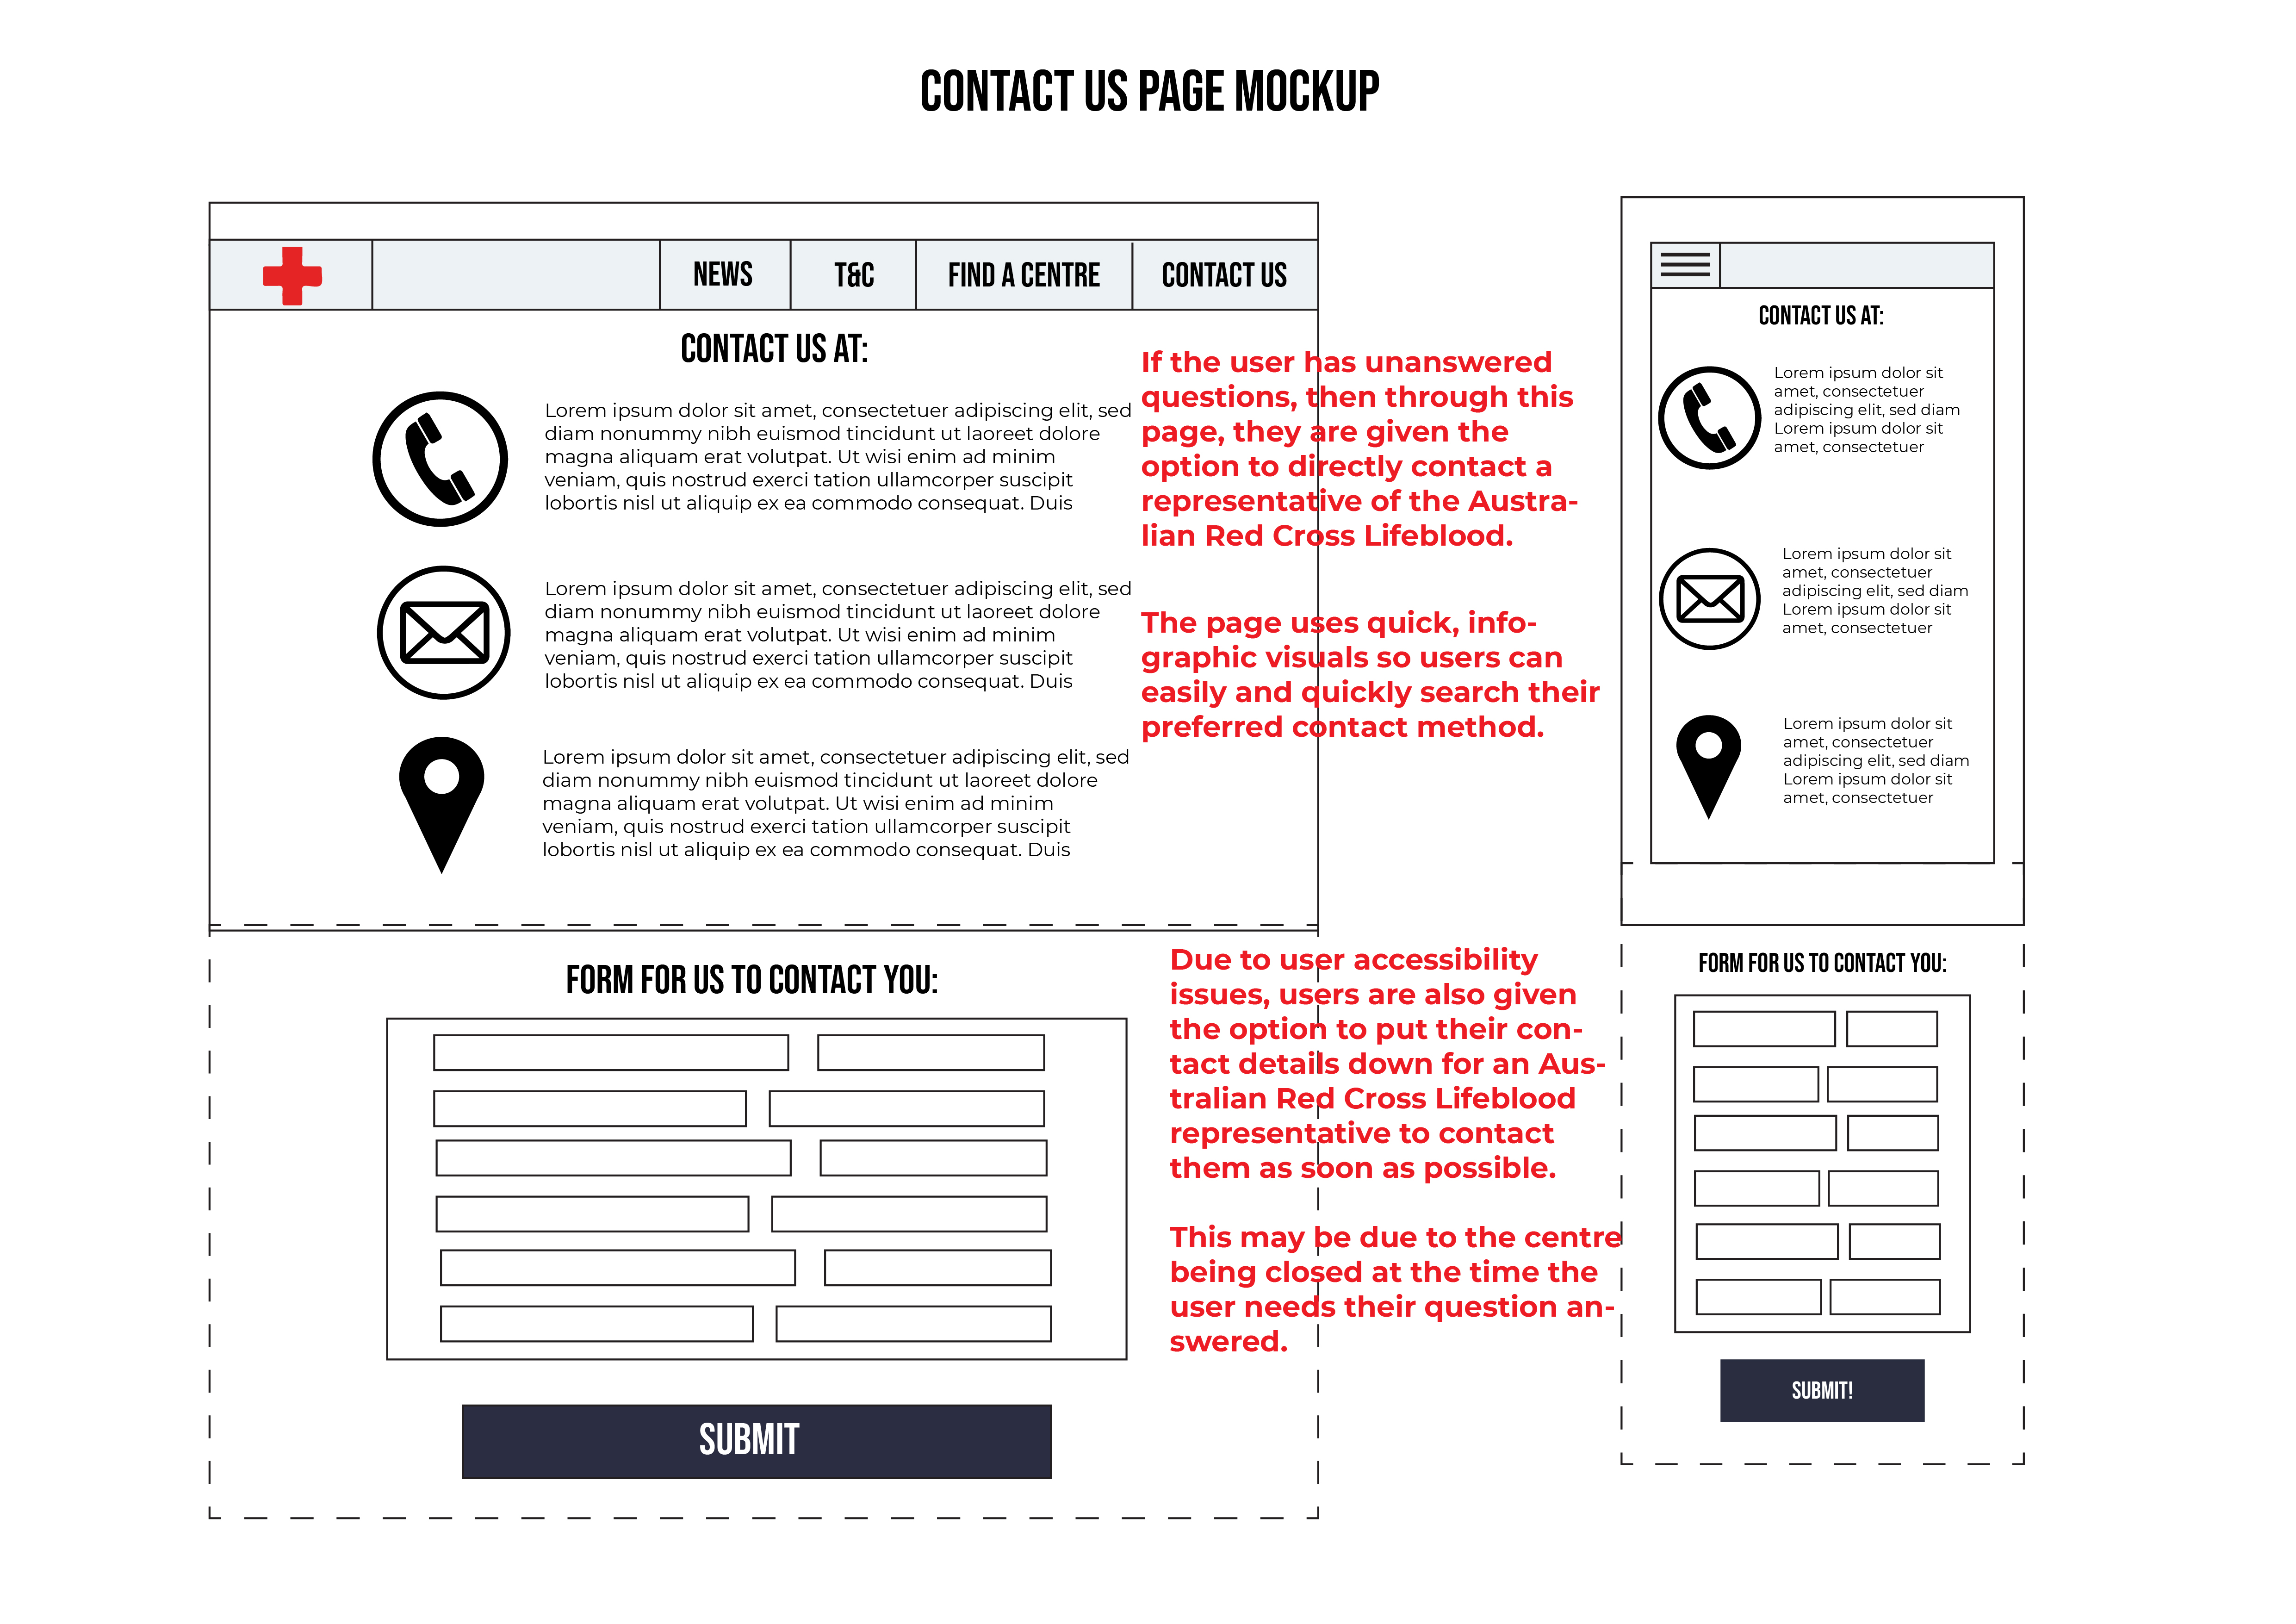 CONTACT US PAGE MOCKUP
NEWS
T&C
FIND A CENTRE
CONTACT US
CONTACT US AT:
Lorem ipsum dolor sit amet, consectetuer adipiscing elit, sed
diam nonummy nibh euismod tincidunt ut laoreet dolore
magna aliquam erat volutpat. Ut wisi enim ad minim
veniam, quis nostrud exerci tation ullamcorper suscipit
lobortis nisl ut aliquip ex ea commodo consequat. Duis
Lorem ipsum dolor sit amet, consectetuer adipiscing elit, sed
diam nonummy nibh euismod tincidunt ut laoreet dolore
magna aliquam erat volutpat. Ut wisi enim ad minim
veniam, quis nostrud exerci tation ullamcorper suscipit
lobortis nisl ut aliquip ex ea commodo consequat. Duis
Lorem ipsum dolor sit amet, consectetuer adipiscing elit, sed
diam nonummy nibh euismod tincidunt ut laoreet dolore
magna aliquam erat volutpat. Ut wisi enim ad minim
veniam, quis nostrud exerci tation ullamcorper suscipit
lobortis nisl ut aliquip ex ea commodo consequat. Duis
If the user has unanswered
questions, then through this
page, they are given the
option to directly contact a
representative of the Austra-
lian Red Cross Lifeblood.
The page uses quick, info-
graphic visuals so users can
easily and quickly search their
preferred contact method.
CONTACT US AT:
Lorem ipsum dolor sit
amet, consectetuer
adipiscing elit, sed diam
Lorem ipsum dolor sit
amet, consectetuer
Lorem ipsum dolor sit
amet, consectetuer
adipiscing elit, sed diam
Lorem ipsum dolor sit
amet, consectetuer
Lorem ipsum dolor sit
amet, consectetuer
adipiscing elit, sed diam
Lorem ipsum dolor sit
amet, consectetuer
FORM FOR US TO CONTACT YOU:
SUBMIT
Due to user accessibility
issues, users are also given
the option to put their con-
tact details down for an Aus-
tralian Red Cross Lifeblood
representative to contact
them as soon as possible.
This may be due to the centre
being closed at the time the
user needs their question an-
swered.
FORM FOR US TO CONTACT YOU:
SUBMIT!